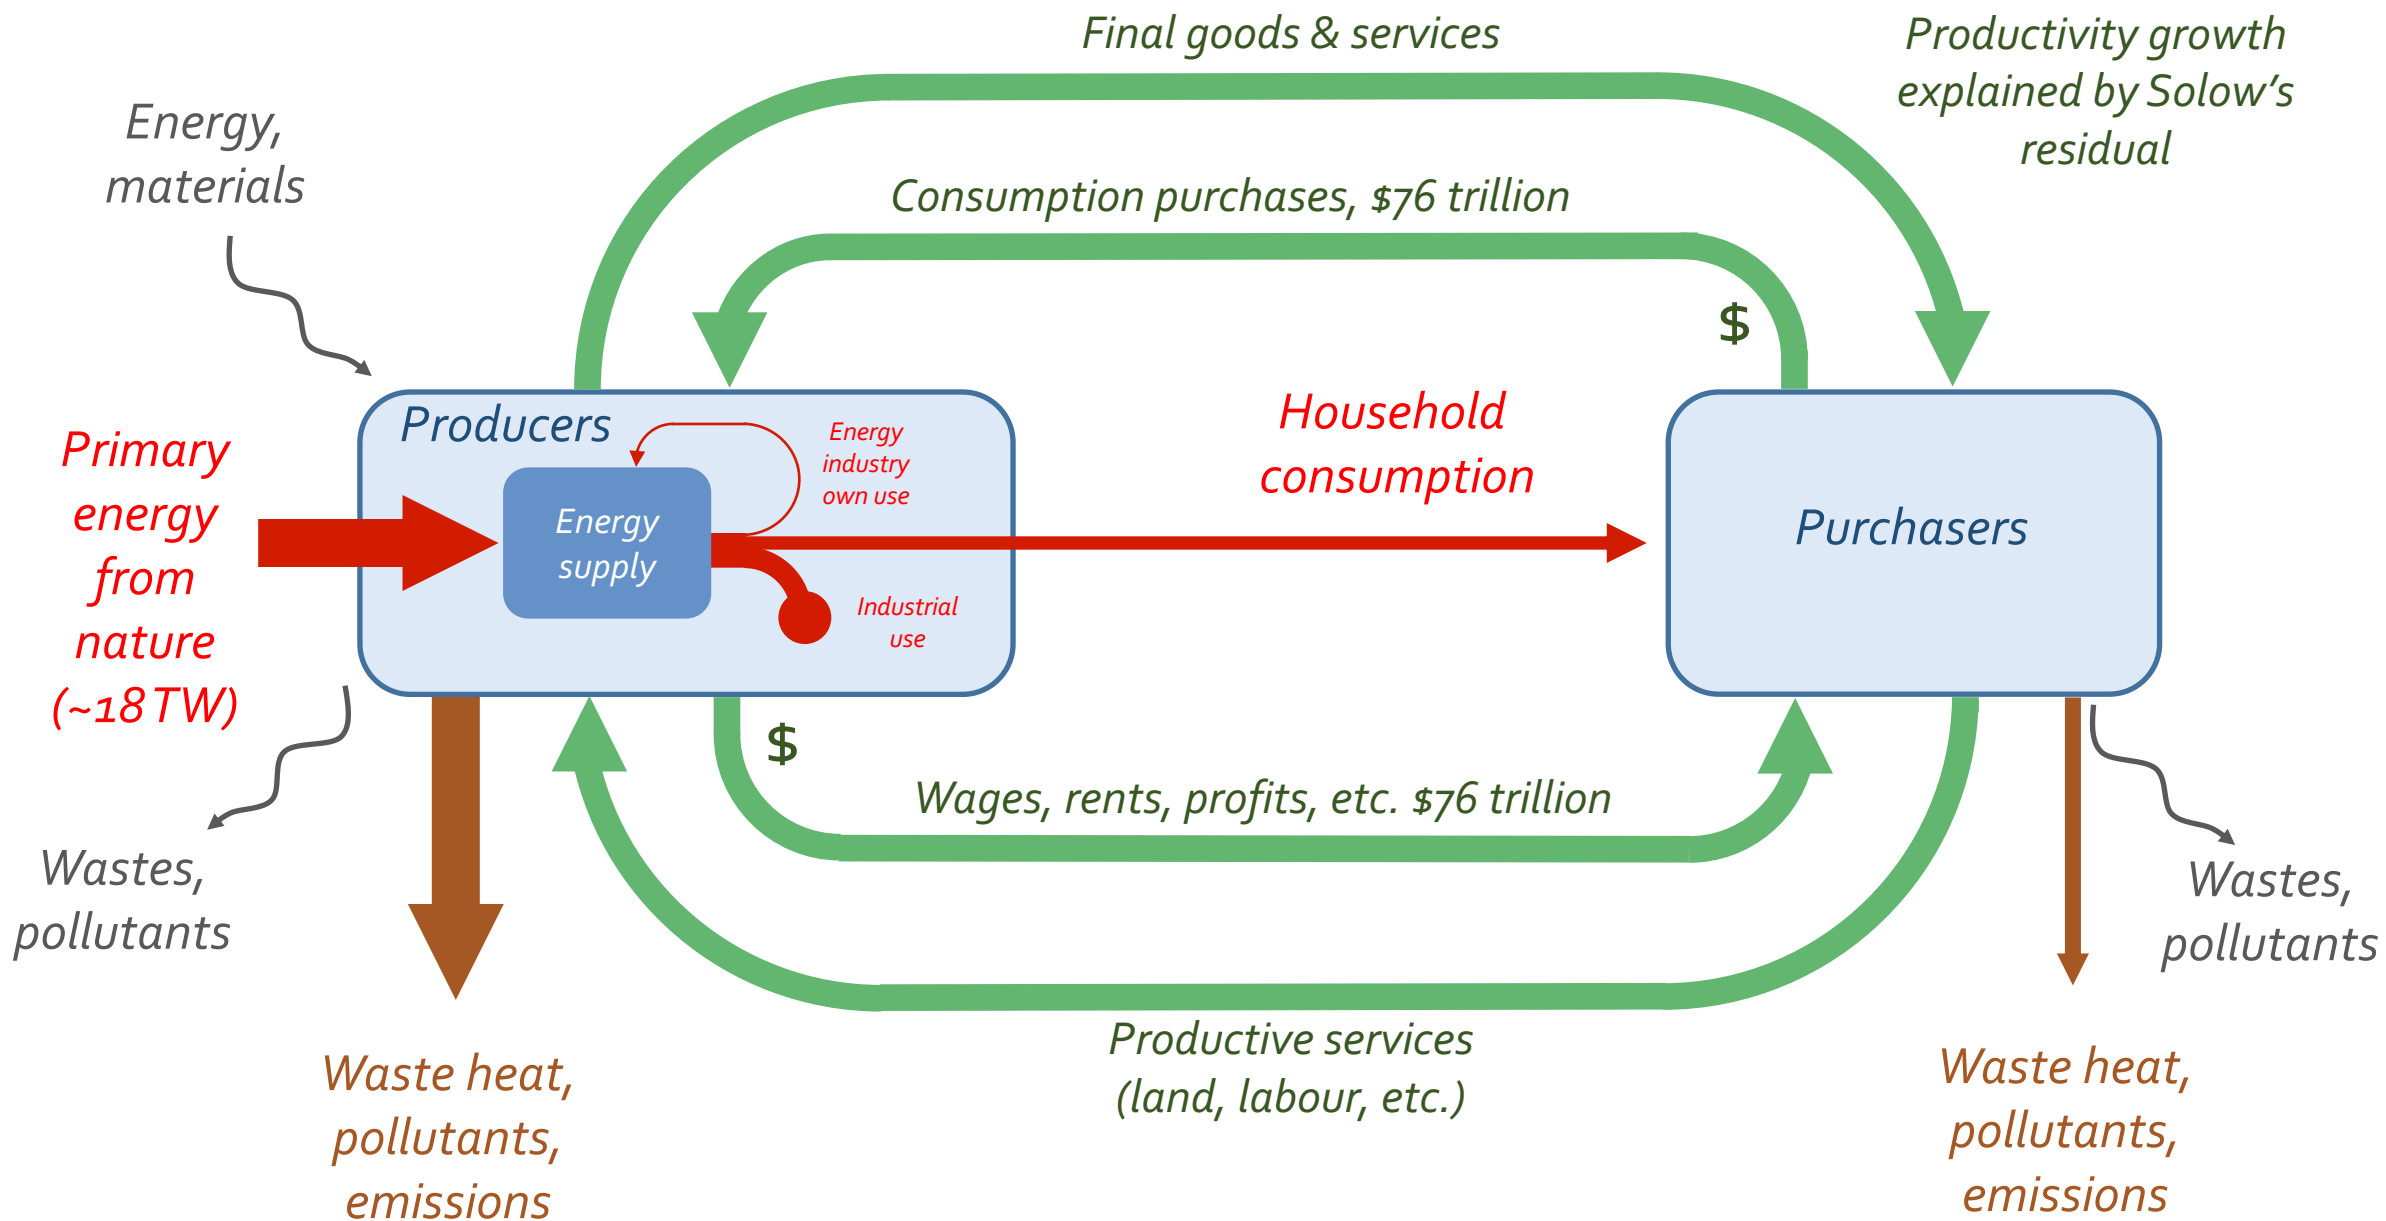 Final goods & services
Productivity growth
explained by Solow's
residual
Energy,
materials
Consumption purchases, $76 trillion
$
Household
consumption
Producers
Energy
industry
own use
Primary
energy
from
nature
(~18 TW)
Energy
supply
Purchasers
Industrial
use
$
Wages, rents, profits, etc. $76 trillion
Wastes,
pollutants
Wastes,
pollutants
Productive services
(land, labour, etc.)
Waste heat,
pollutants,
emissions
Waste heat,
pollutants,
emissions